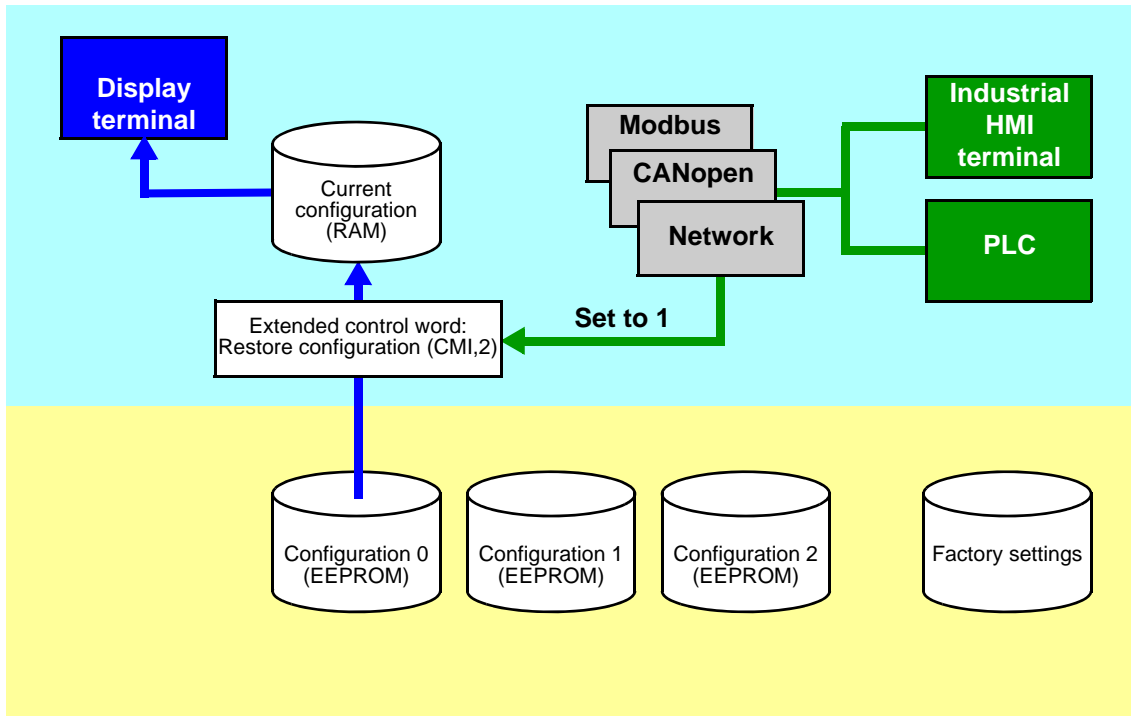 Display
terminal
Current
configuration
(RAM)
Modbus
CANopen
Network
Industrial
HMI
terminal
PLC
Set to 1
Extended control word:
Restore configuration (CMI,2)
Configuration 0
(EEPROM)
Configuration 1
(EEPROM)
Configuration 2
(EEPROM)
Factory settings